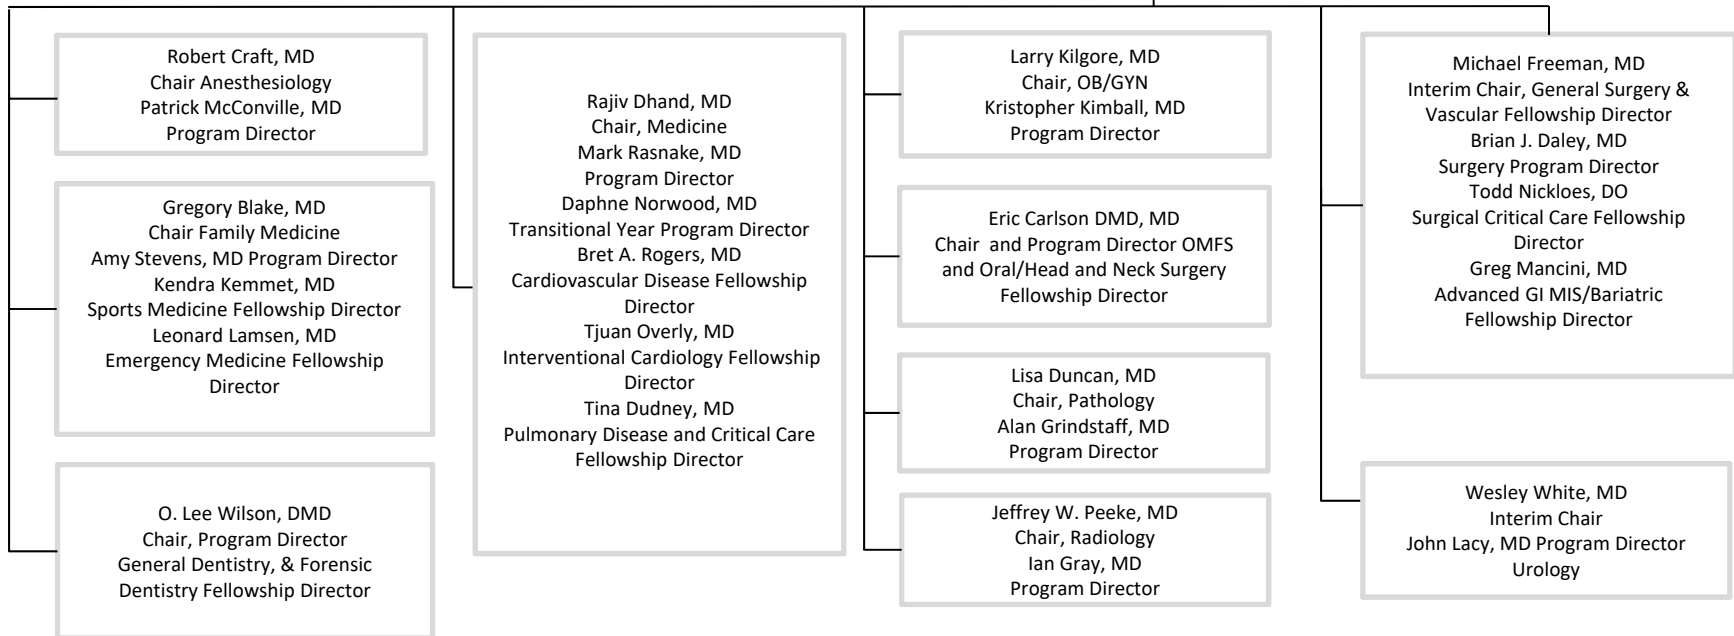 Robert Craft, MD
Chair Anesthesiology
Patrick McConville, MD
Program Director
Gregory Blake, MD
Chair Family Medicine
Amy Stevens, MD Program Director
Kendra Kemmet, MD
Sports Medicine Fellowship Director
Leonard Lamsen, MD
Emergency Medicine Fellowship
Director
O. Lee Wilson, DMD
Chair, Program Director
General Dentistry, & Forensic
Dentistry Fellowship Director
Rajiv Dhand, MD
Chair, Medicine
Mark Rasnake, MD
Program Director
Daphne Norwood, MD
Transitional Year Program Director
Bret A. Rogers, MD
Cardiovascular Disease Fellowship
Director
Tjuan Overly, MD
Interventional Cardiology Fellowship
Director
Tina Dudney, MD
Pulmonary Disease and Critical Care
Fellowship Director
Larry Kilgore, MD
Chair, OB/GYN
Kristopher Kimball, MD
Program Director
Eric Carlson DMD, MD
Chair and Program Director OMFS
and Oral/Head and Neck Surgery
Fellowship Director
Lisa Duncan, MD
Chair, Pathology
Alan Grindstaff, MD
Program Director
Jeffrey W. Peeke, MD
Chair, Radiology
Ian Gray, MD
Program Director
Michael Freeman, MD
Interim Chair, General Surgery &
Vascular Fellowship Director
Brian J. Daley, MD
Surgery Program Director
Todd Nickloes, DO
Surgical Critical Care Fellowship
Director
Greg Mancini, MD
Advanced GI MIS/Bariatric
Fellowship Director
Wesley White, MD
Interim Chair
John Lacy, MD Program Director
Urology